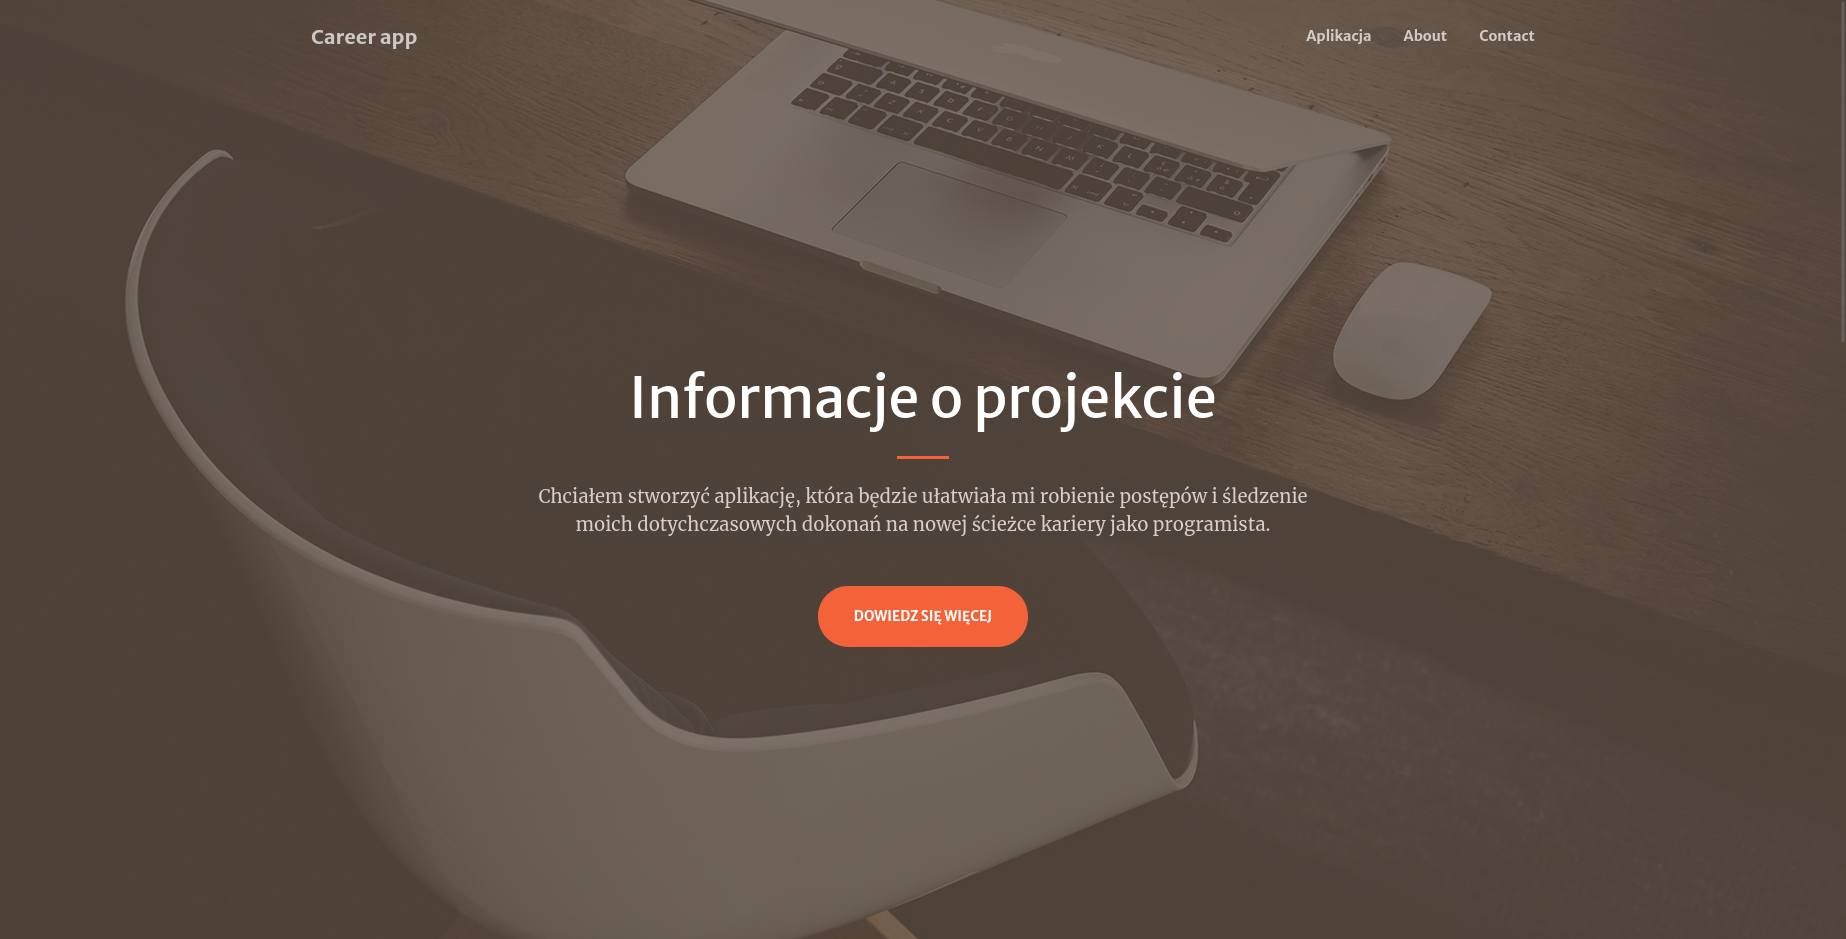 Career app
Aplikacja About Contact
Informacje o projekcie
Chciałem stworzyć aplikację, która będzie ułatwiała mi robienie postępów i śledzenie
moich dotychczasowych dokonań na nowej ścieżce kariery jako programista.
DOWIEDZ SIĘ WIĘCEJ